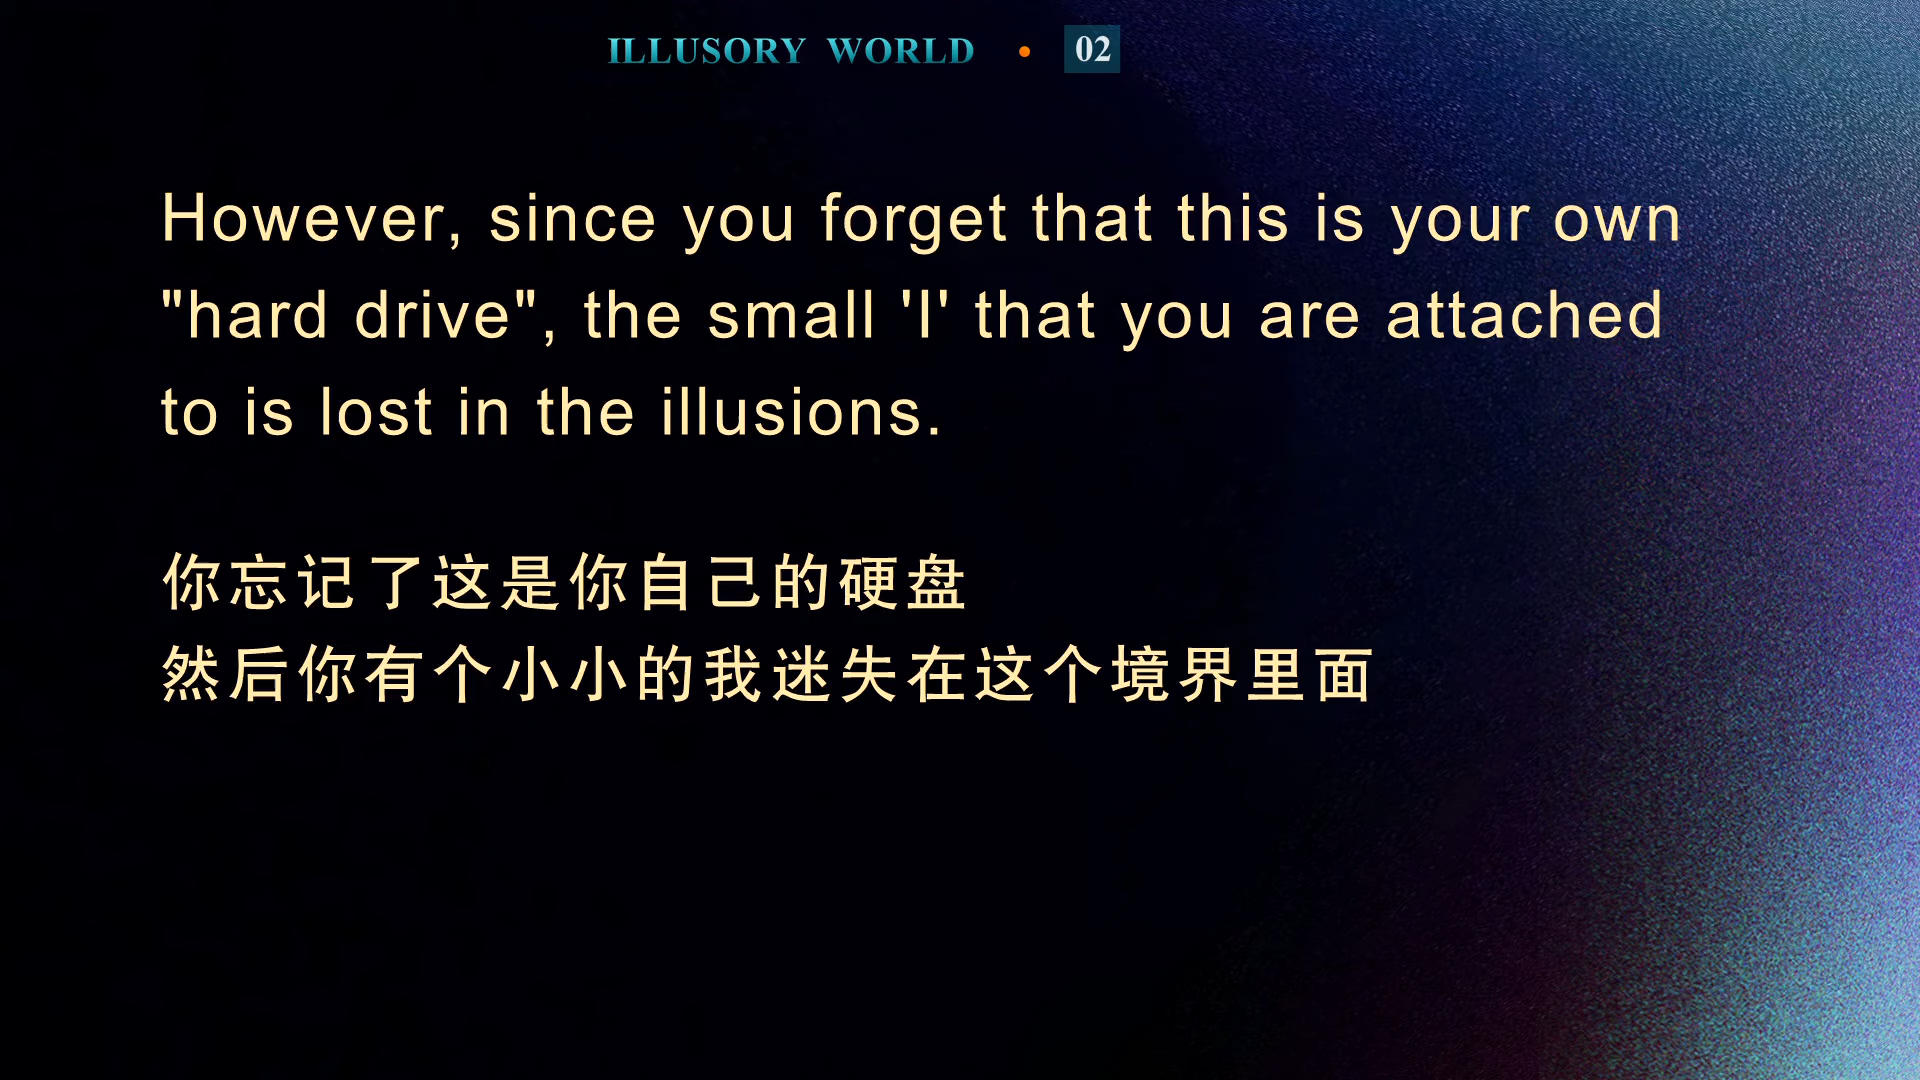 ILLUSORY WORLD • 02
However, since you forget that this is your own
"hard drive", the small 'I' that you are attached
to is lost in the illusions.
你忘记了这是你自己的硬盘
然后你有个小小的我迷失在这个境界里面